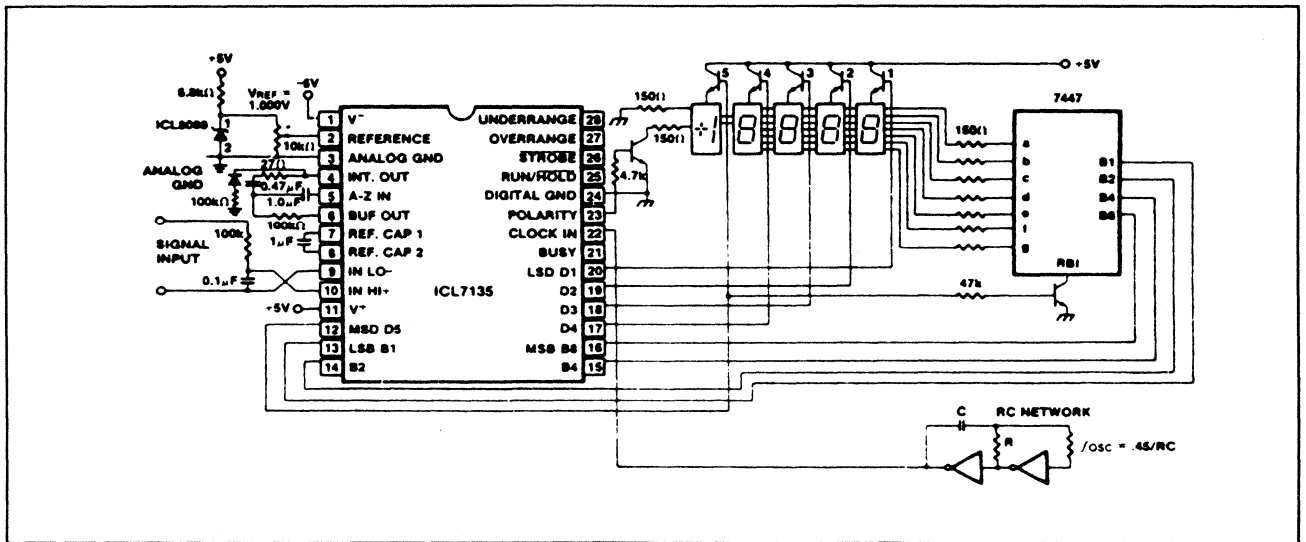 +5V
6.8kΩ
VREF =
1.000V
-5V
ICL8069
1
2
10kΩ
27Ω
ANALOG
GND
0.47µF
1.0µF
100kΩ
100kΩ
100k
1µF
SIGNAL
INPUT
0.1µF
+5V
1 V⁻
2 REFERENCE
3 ANALOG GND
4 INT. OUT
5 A-Z IN
6 BUF OUT
7 REF. CAP 1
8 REF. CAP 2
9 IN LO-
10 IN HI+
11 V⁺
12 MSD D5
13 LSB B1
14 B2
ICL7135
UNDERRANGE 28
OVERRANGE 27
STROBE 26
RUN/HOLD 25
DIGITAL GND 24
POLARITY 23
CLOCK IN 22
BUSY 21
LSD D1 20
D2 19
D3 18
D4 17
MSB B8 16
B4 15
150Ω
150Ω
4.7k
5 4 3 2 1
+5V
7447
150Ω
a
b
c
d
e
f
g
B1
B2
B4
B8
RBI
47k
C
RC NETWORK
R
fOSC = .45/RC